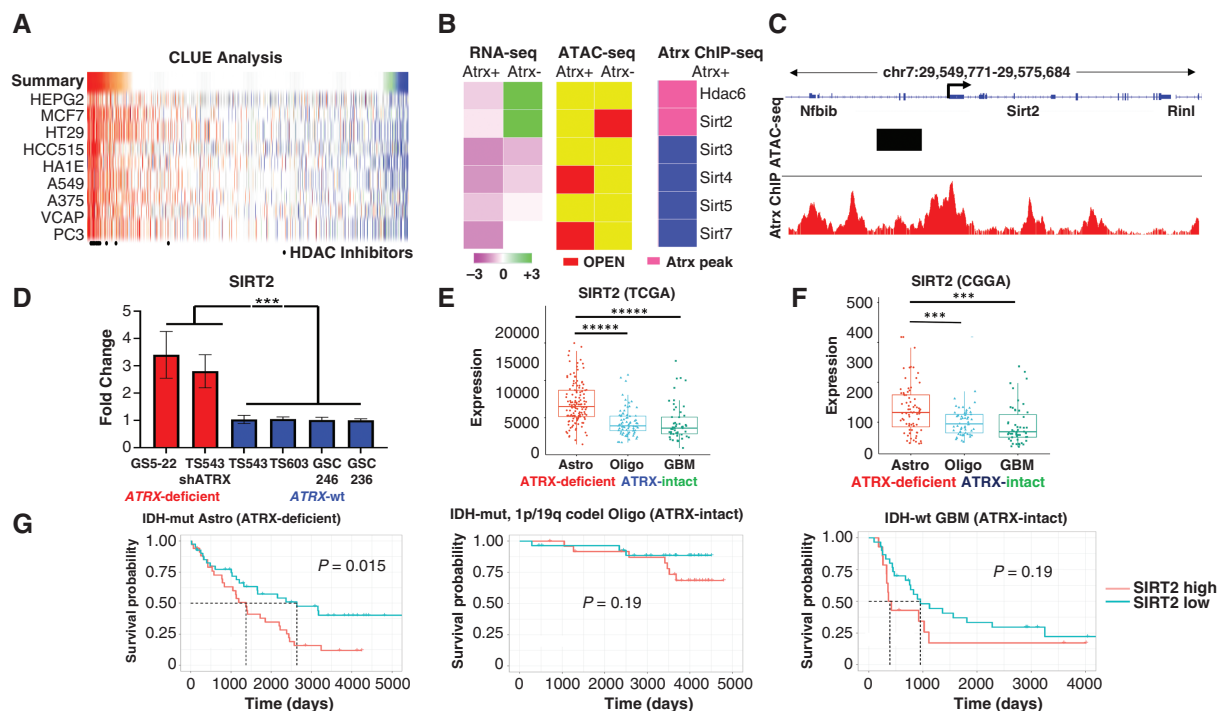 A
CLUE Analysis
Summary
HEPG2
MCF7
HT29
HCC515
HA1E
A549
A375
VCAP
PC3
HDAC Inhibitors
B
RNA-seq ATAC-seq Atrx ChIP-seq
Atrx+ Atrx- Atrx+ Atrx- Atrx+
Hdac6
Sirt2
Sirt3
Sirt4
Sirt5
Sirt7
−3 0 +3
OPEN
Atrx peak
C
chr7:29,549,771-29,575,684
Nfbib Sirt2 Rinl
Atrx ChIP ATAC-seq
D
SIRT2
***
Fold Change
5
4
3
2
1
0
GS5-22 TS543 TS543 TS603 GSC GSC
shATRX 246 236
ATRX-deficient ATRX-wt
E
SIRT2 (TCGA)
*****
*****
Expression
20000
15000
10000
5000
0
Astro Oligo GBM
ATRX-deficient ATRX-intact
F
SIRT2 (CGGA)
***
***
Expression
500
400
300
200
100
0
Astro Oligo GBM
ATRX-deficient ATRX-intact
G
IDH-mut Astro (ATRX-deficient)
Survival probability
1.00
0.75
0.50
0.25
0
P = 0.015
0 1000 2000 3000 4000 5000
Time (days)
IDH-mut, 1p/19q codel Oligo (ATRX-intact)
Survival probability
1.00
0.75
0.50
0.25
0
P = 0.19
0 1000 2000 3000 4000 5000
Time (days)
IDH-wt GBM (ATRX-intact)
Survival probability
1.00
0.75
0.50
0.25
0
P = 0.19
0 1000 2000 3000 4000
Time (days)
SIRT2 high
SIRT2 low